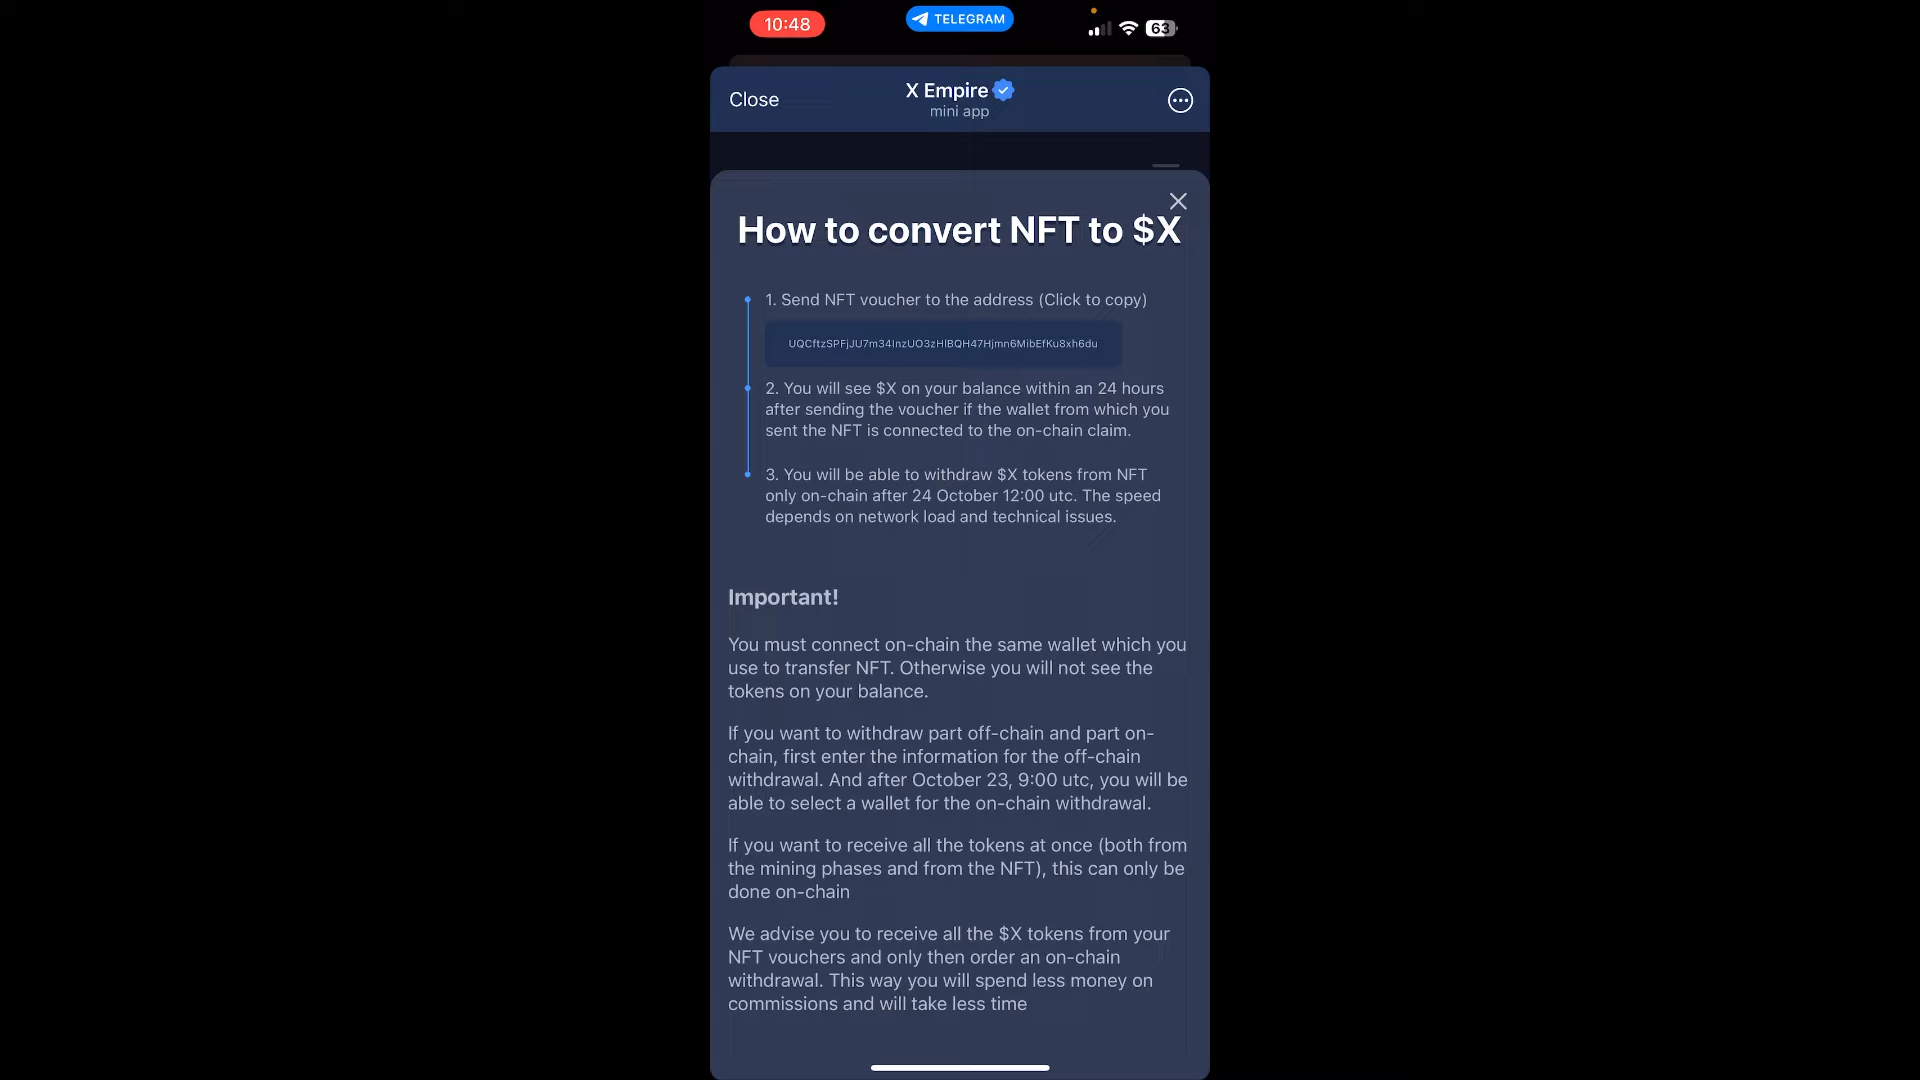 10:48
TELEGRAM
63
Close
X Empire
mini app
How to convert NFT to $X
1. Send NFT voucher to the address (Click to copy)
UQCftzSPFjJU7m34lnzUO3zHlBQH47Hjmn6MibEfKu8xh6du
2. You will see $X on your balance within an 24 hours
after sending the voucher if the wallet from which you
sent the NFT is connected to the on-chain claim.
3. You will be able to withdraw $X tokens from NFT
only on-chain after 24 October 12:00 utc. The speed
depends on network load and technical issues.
Important!
You must connect on-chain the same wallet which you
use to transfer NFT. Otherwise you will not see the
tokens on your balance.
If you want to withdraw part off-chain and part on-
chain, first enter the information for the off-chain
withdrawal. And after October 23, 9:00 utc, you will be
able to select a wallet for the on-chain withdrawal.
If you want to receive all the tokens at once (both from
the mining phases and from the NFT), this can only be
done on-chain
We advise you to receive all the $X tokens from your
NFT vouchers and only then order an on-chain
withdrawal. This way you will spend less money on
commissions and will take less time